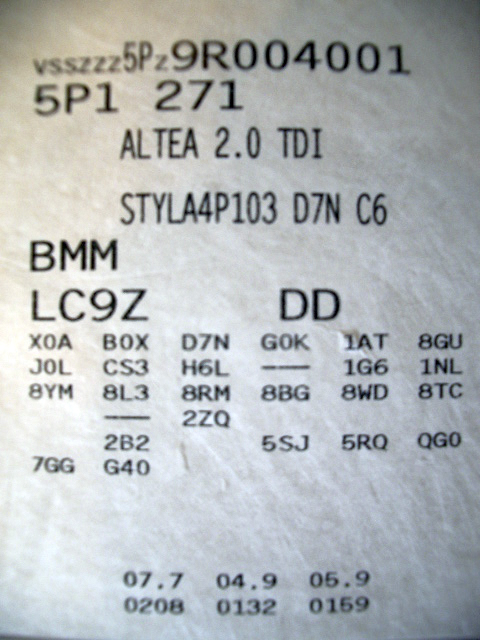 VSSZZZ5PZ9R004001
5P1 271
ALTEA 2.0 TDI
STYLA4P103 D7N C6
BMM
LC9Z DD
X0A B0X D7N G0K 1AT 8GU
J0L CS3 H6L --- 1G6 1NL
8YM 8L3 8RM 8BG 8WD 8TC
--- 2ZQ
2B2 5SJ 5RQ QG0
7GG G40
07.7 04.9 05.9
0208 0132 0159